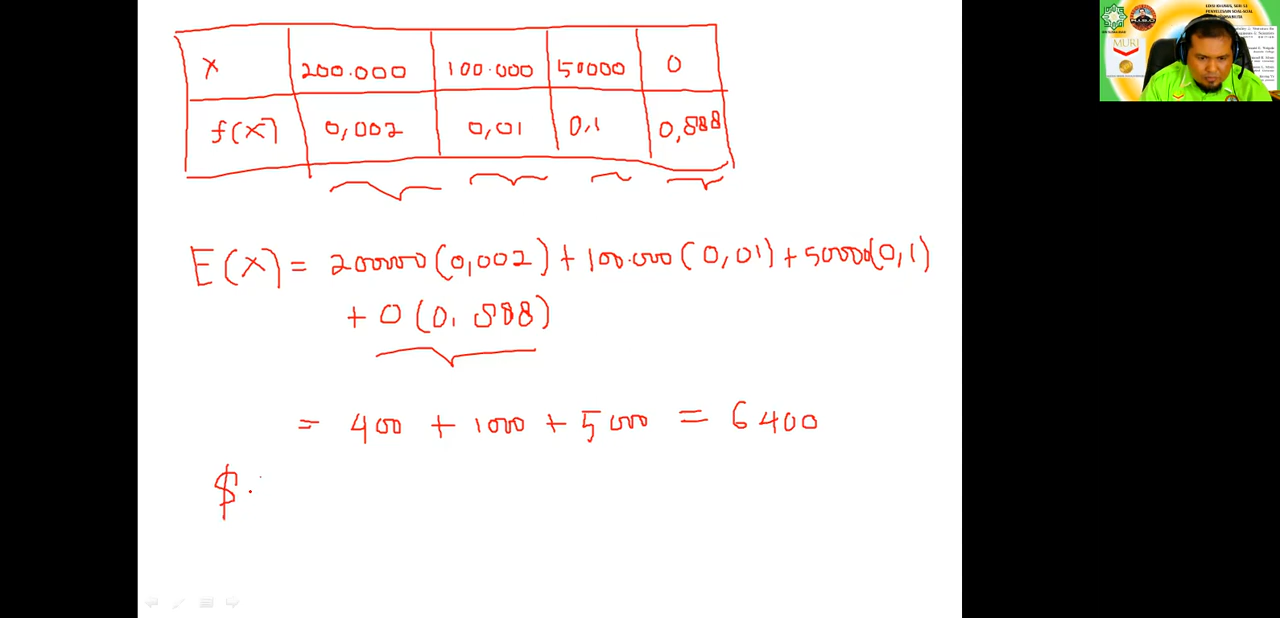 x 200.000 100.000 50000 0
f(x) 0,002 0,01 0,1 0,888
E(x) = 200000 (0,002) + 100.000 (0,01) + 50000 (0,1)
+ 0 (0,888)
= 400 + 1000 + 5000 = 6400
$.
MURI